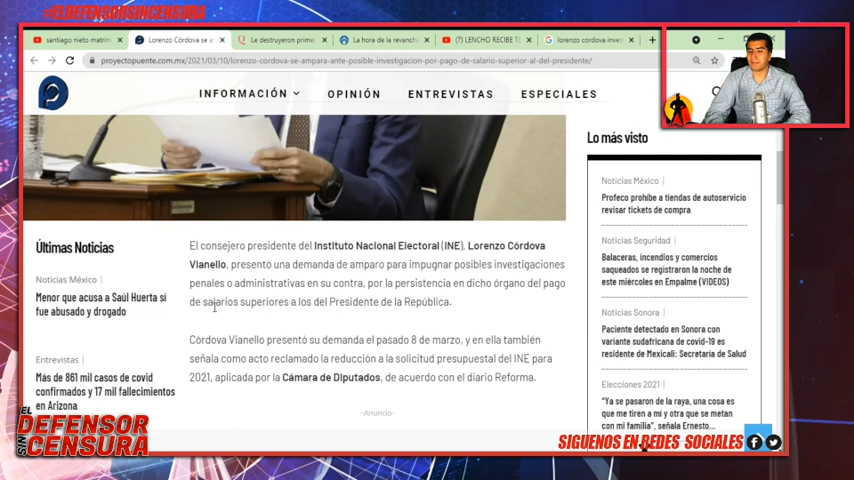 #ELDEFENSORSINCENSURA
santiago nieto matrim
Lorenzo Córdova se a
Le destruyeron prime
La hora de la revanch
(7) LENCHO RECIBE T
lorenzo cordova inves
proyectopuente.com.mx/2021/03/10/lorenzo-cordova-se-ampara-ante-posible-investigacion-por-pago-de-salario-superior-al-del-presidente/
INFORMACIÓN
OPINIÓN
ENTREVISTAS
ESPECIALES
Lo más visto
Noticias México
Profeco prohíbe a tiendas de autoservicio
revisar tickets de compra
Noticias Seguridad
Balaceras, incendios y comercios
saqueados se registraron la noche de
este miércoles en Empalme (VIDEOS)
Noticias Sonora
Paciente detectado en Sonora con
variante sudafricana de covid-19 es
residente de Mexicali: Secretaría de Salud
Elecciones 2021
“Ya se pasaron de la raya, una cosa es
que me tiren a mí y otra que se metan
con mi familia”, señala Ernesto...
Últimas Noticias
Noticias México
Menor que acusa a Saúl Huerta sí
fue abusado y drogado
Entrevistas
Más de 861 mil casos de covid
confirmados y 17 mil fallecimientos
en Arizona
El consejero presidente del Instituto Nacional Electoral (INE), Lorenzo Córdova
Vianello, presentó una demanda de amparo para impugnar posibles investigaciones
penales o administrativas en su contra, por la persistencia en dicho órgano del pago
de salarios superiores a los del Presidente de la República.
Córdova Vianello presentó su demanda el pasado 8 de marzo, y en ella también
señala como acto reclamado la reducción a la solicitud presupuestal del INE para
2021, aplicada por la Cámara de Diputados, de acuerdo con el diario Reforma.
-Anuncio-
EL
DEFENSOR
SIN CENSURA
SIGUENOS EN REDES SOCIALES